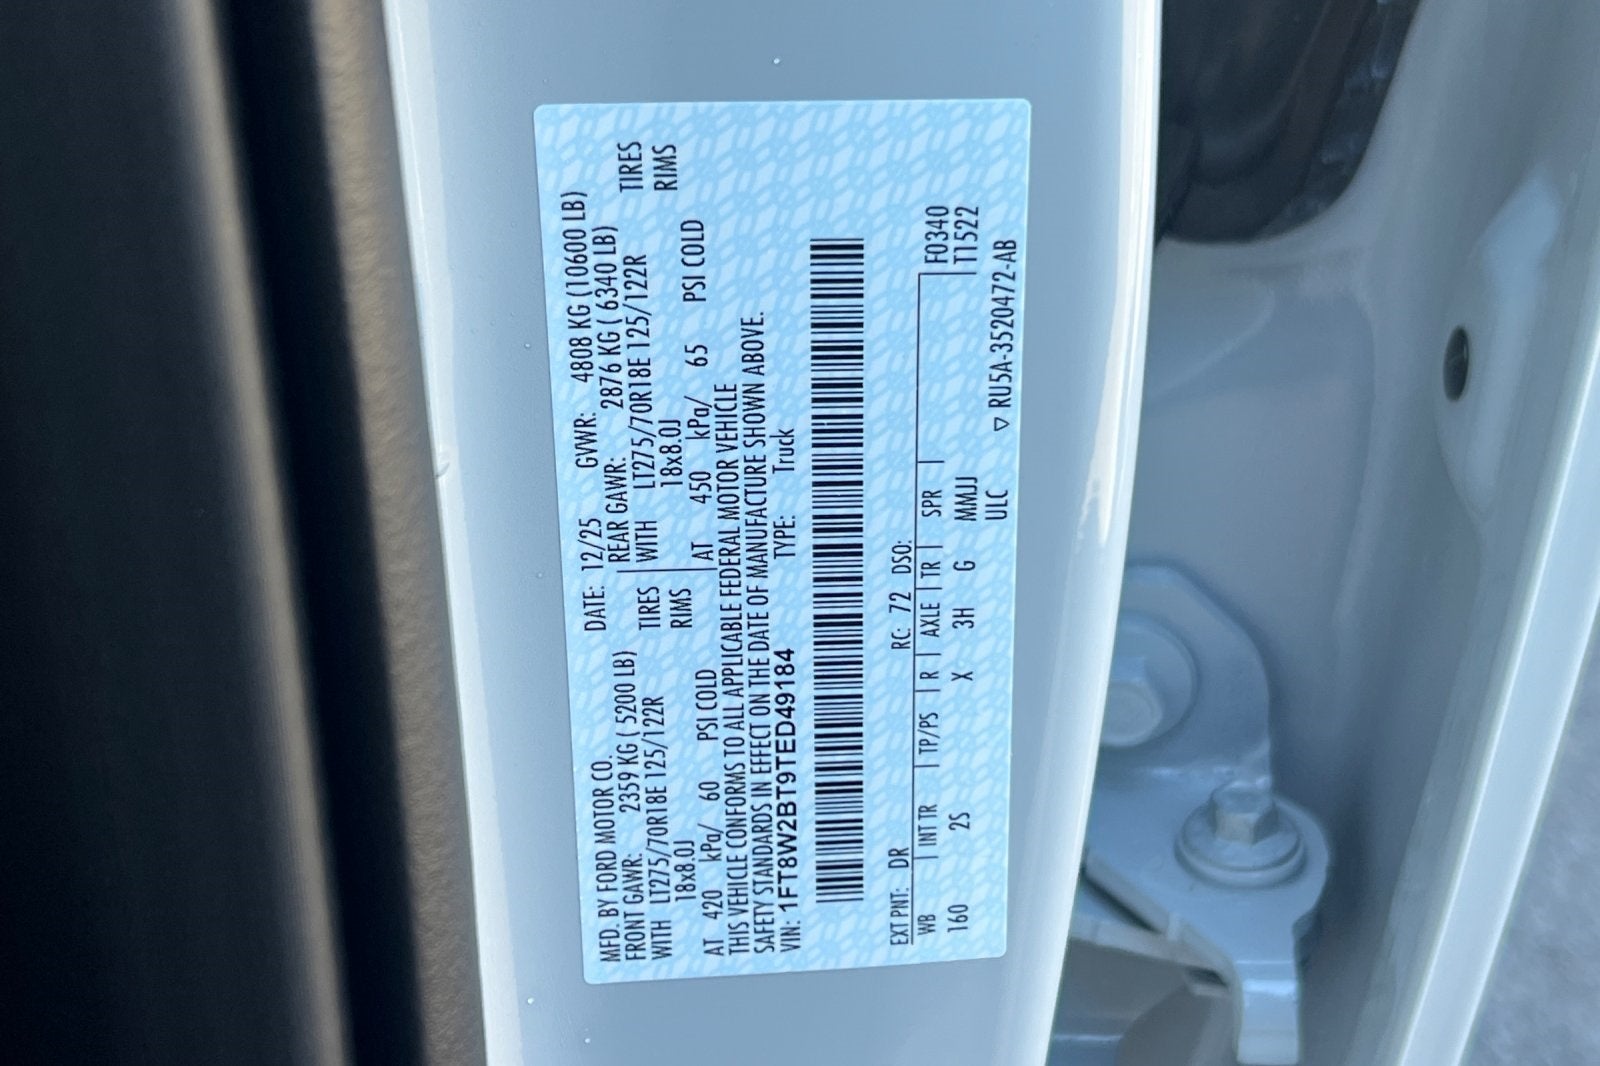 MFD. BY FORD MOTOR CO. DATE: 12/25 GVWR: 4808 KG (10600 LB)
FRONT GAWR: 2359 KG ( 5200 LB) REAR GAWR: 2876 KG ( 6340 LB)
WITH LT275/70R18E 125/122R TIRES WITH LT275/70R18E 125/122R TIRES
18x8.0J RIMS 18x8.0J RIMS
AT 420 kPa/ 60 PSI COLD AT 450 kPa/ 65 PSI COLD
THIS VEHICLE CONFORMS TO ALL APPLICABLE FEDERAL MOTOR VEHICLE
SAFETY STANDARDS IN EFFECT ON THE DATE OF MANUFACTURE SHOWN ABOVE.
VIN: 1FT8W2BT9TED49184 TYPE: Truck
EXT PNT: DR RC: 72 DSO:
WB INT TR TP/PS R AXLE TR SPR F0340
160 2S X 3H G MMJJ T1522
ULC ▽ RU5A-3520472-AB